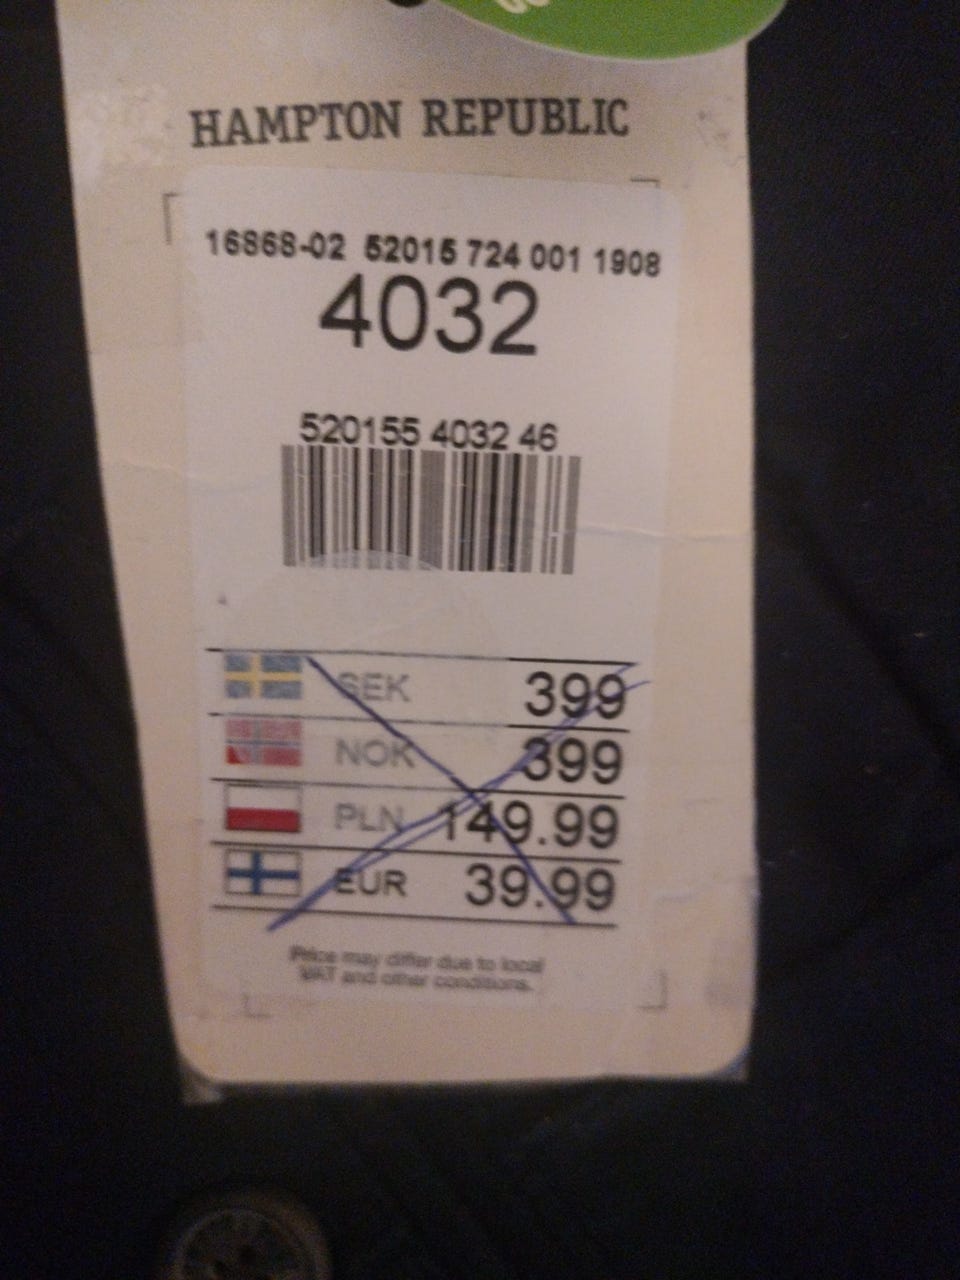 HAMPTON REPUBLIC
16868-02 52015 724 001 1908
4032
520155 4032 46
SEK 399
NOK 399
PLN 149.99
EUR 39.99
Price may differ due to local
VAT and other conditions.